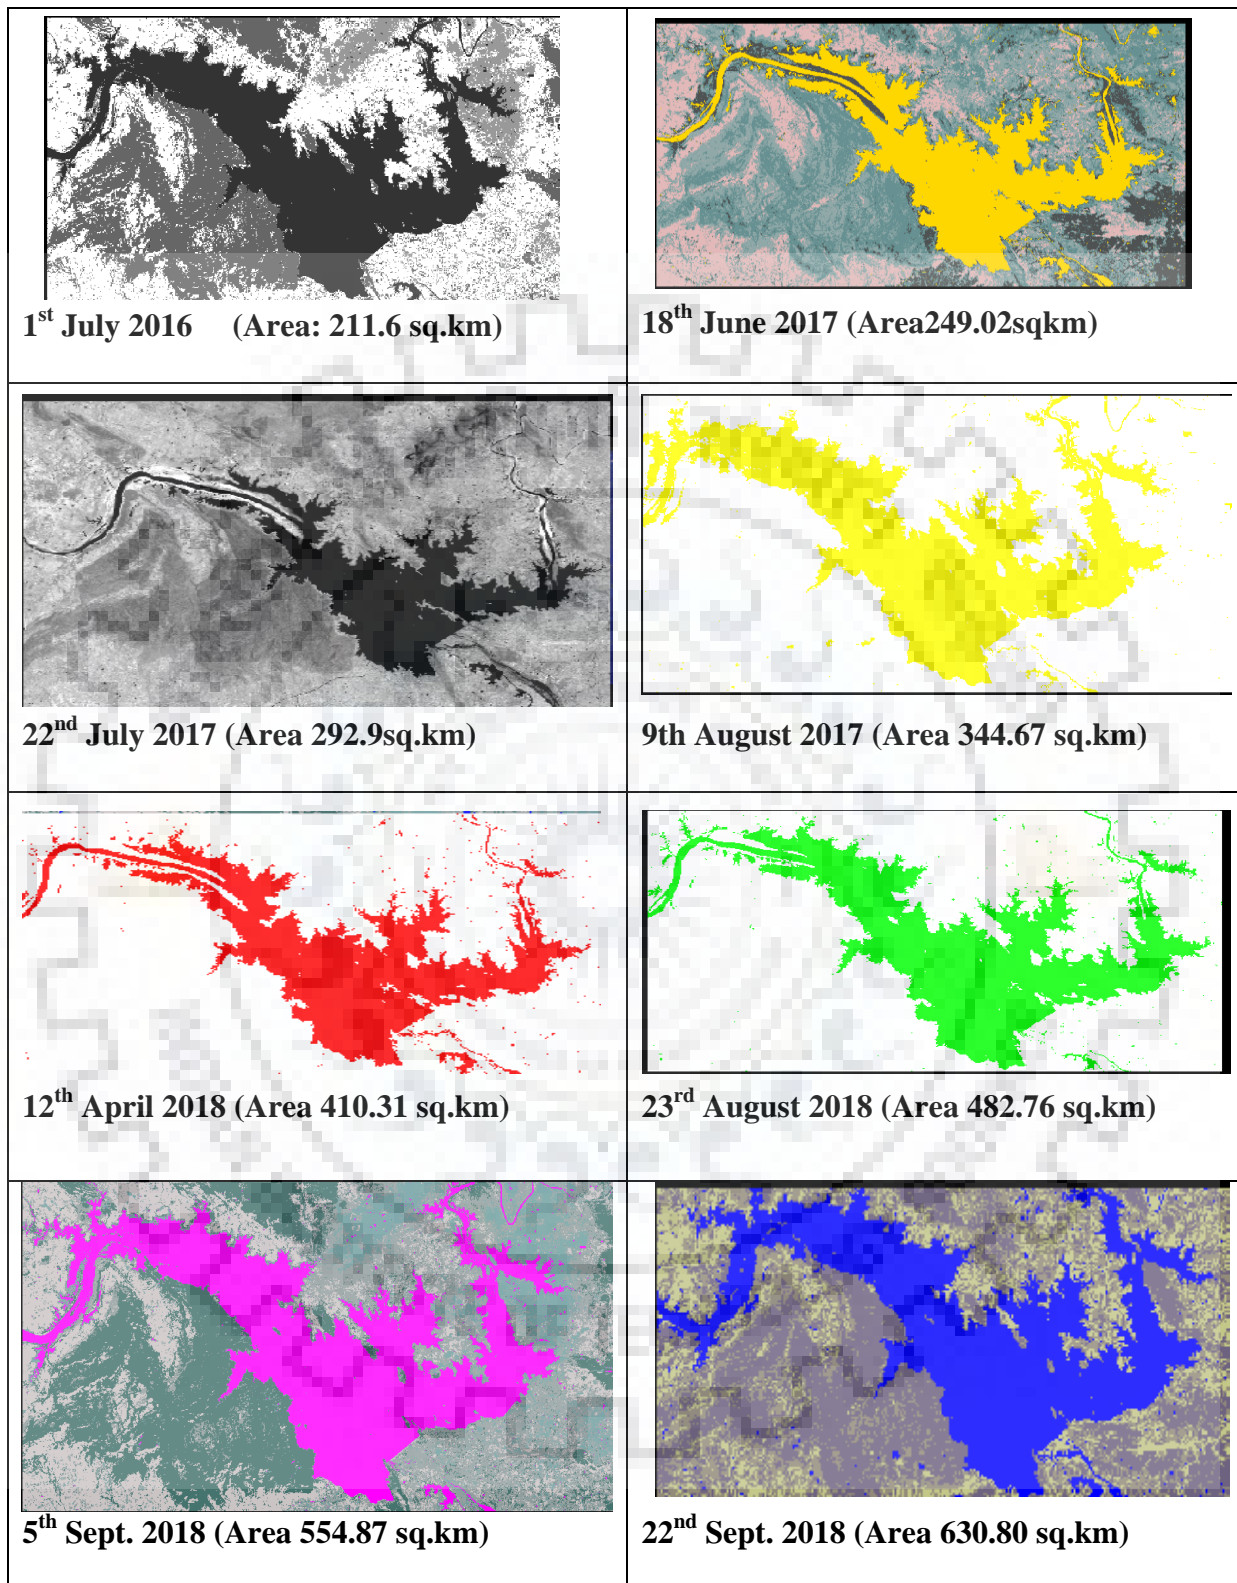 1st July 2016 (Area: 211.6 sq.km)
18th June 2017 (Area249.02sqkm)
22nd July 2017 (Area 292.9sq.km)
9th August 2017 (Area 344.67 sq.km)
12th April 2018 (Area 410.31 sq.km)
23rd August 2018 (Area 482.76 sq.km)
5th Sept. 2018 (Area 554.87 sq.km)
22nd Sept. 2018 (Area 630.80 sq.km)